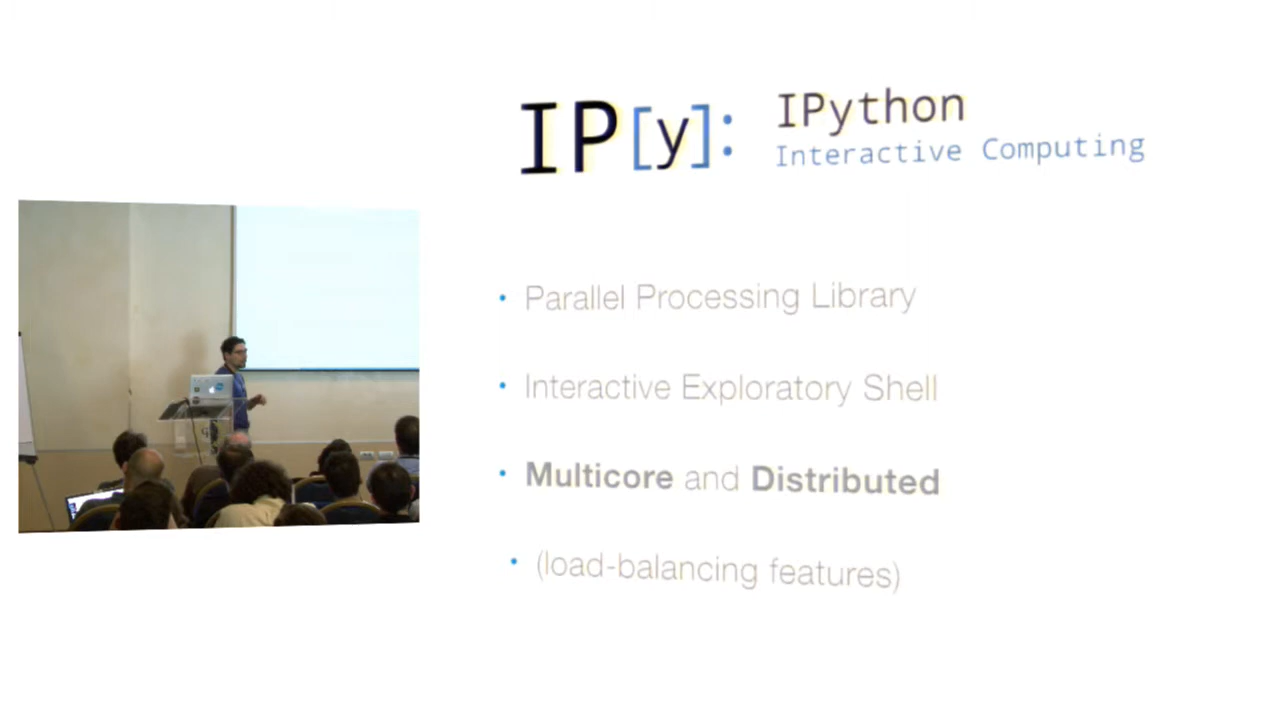 IP[y]:
IPython
Interactive Computing
Parallel Processing Library
Interactive Exploratory Shell
Multicore and Distributed
(load-balancing features)